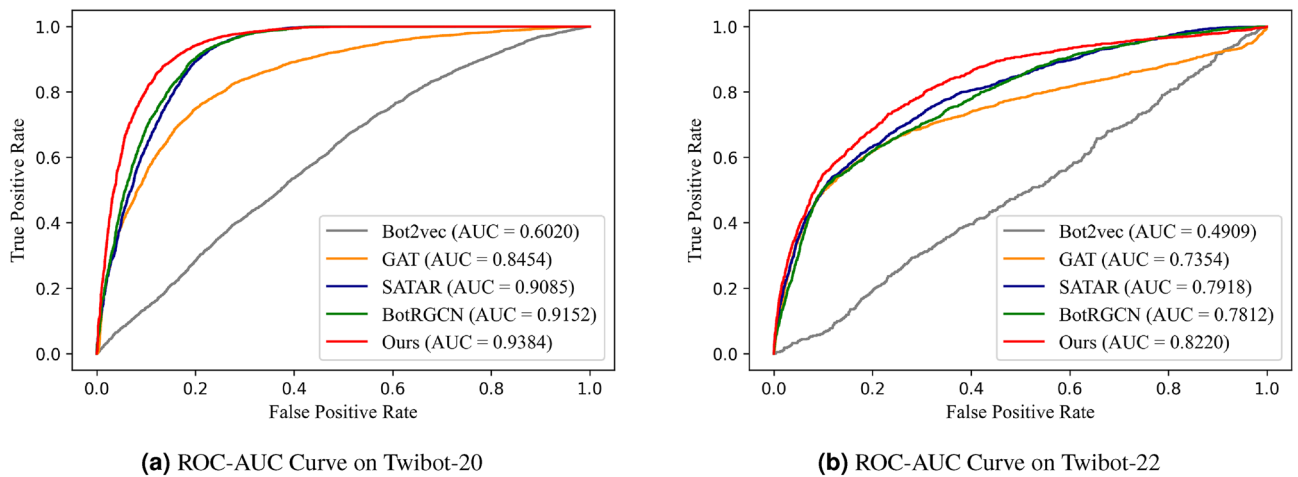 1.0
0.8
0.6
0.4
0.2
0.0
True Positive Rate
Bot2vec (AUC = 0.6020)
GAT (AUC = 0.8454)
SATAR (AUC = 0.9085)
BotRGCN (AUC = 0.9152)
Ours (AUC = 0.9384)
0.0 0.2 0.4 0.6 0.8 1.0
False Positive Rate
(a) ROC-AUC Curve on Twibot-20
1.0
0.8
0.6
0.4
0.2
0.0
True Positive Rate
Bot2vec (AUC = 0.4909)
GAT (AUC = 0.7354)
SATAR (AUC = 0.7918)
BotRGCN (AUC = 0.7812)
Ours (AUC = 0.8220)
0.0 0.2 0.4 0.6 0.8 1.0
False Positive Rate
(b) ROC-AUC Curve on Twibot-22